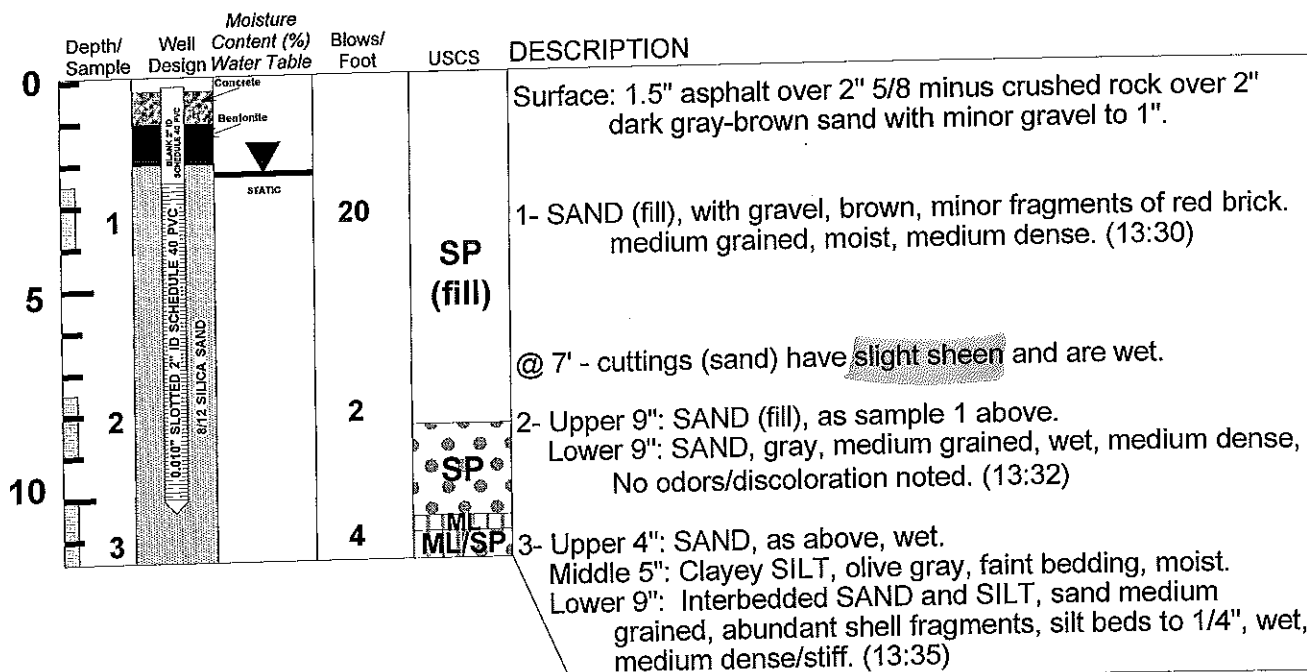 Depth/ Sample
Well Design
Moisture Content (%) Water Table
Blows/ Foot
USCS
DESCRIPTION
0
Concrete
Bentonite
BLANK 2" ID SCHEDULE 40 PVC
STATIC
Surface: 1.5" asphalt over 2" 5/8 minus crushed rock over 2"
dark gray-brown sand with minor gravel to 1".
1
20
1- SAND (fill), with gravel, brown, minor fragments of red brick.
medium grained, moist, medium dense. (13:30)
SP
(fill)
5
0.010" SLOTTED 2" ID SCHEDULE 40 PVC
8/12 SILICA SAND
@ 7' - cuttings (sand) have slight sheen and are wet.
2
2
2- Upper 9": SAND (fill), as sample 1 above.
Lower 9": SAND, gray, medium grained, wet, medium dense,
No odors/discoloration noted. (13:32)
SP
10
ML
3
4
ML/SP
3- Upper 4": SAND, as above, wet.
Middle 5": Clayey SILT, olive gray, faint bedding, moist.
Lower 9": Interbedded SAND and SILT, sand medium
grained, abundant shell fragments, silt beds to 1/4", wet,
medium dense/stiff. (13:35)